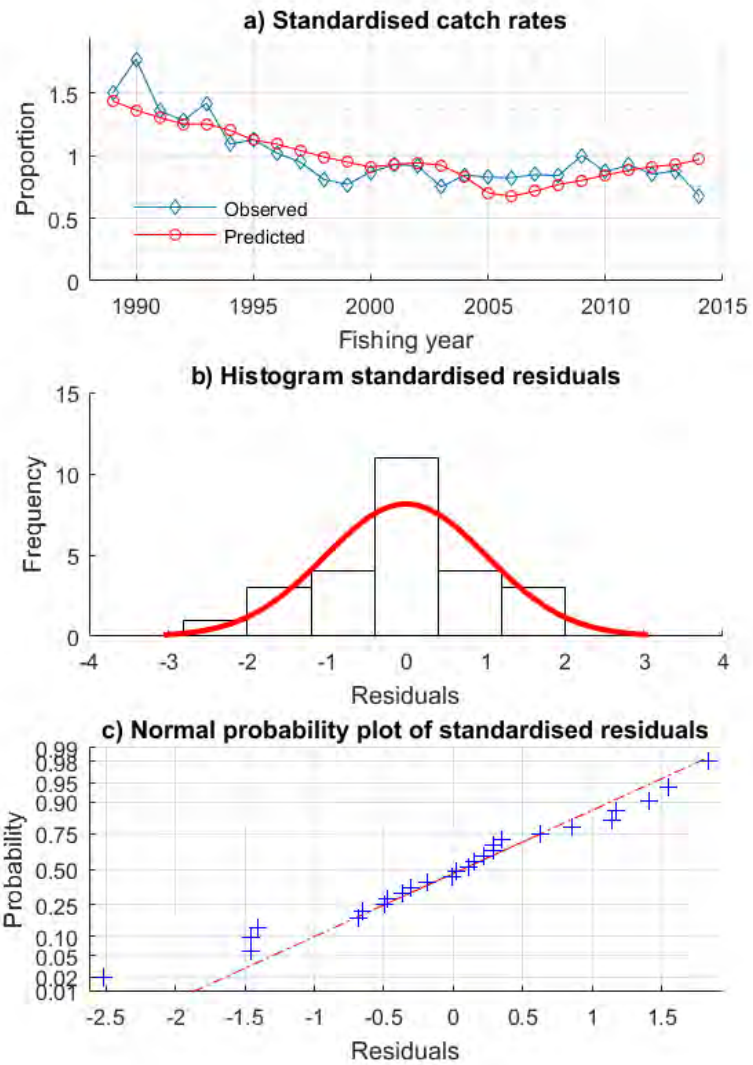 a) Standardised catch rates
1.5
1
0.5
0
Proportion
Observed
Predicted
1990 1995 2000 2005 2010 2015
Fishing year
b) Histogram standardised residuals
15
10
5
0
Frequency
-4 -3 -2 -1 0 1 2 3 4
Residuals
c) Normal probability plot of standardised residuals
0.99
0.98
0.95
0.90
0.75
0.50
0.25
0.10
0.05
0.02
0.01
Probability
-2.5 -2 -1.5 -1 -0.5 0 0.5 1 1.5
Residuals